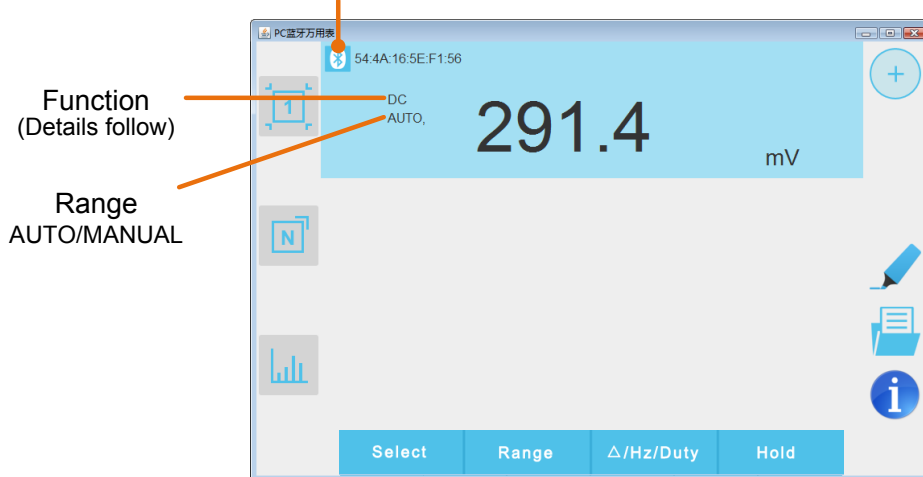 PC蓝牙万用表
54:4A:16:5E:F1:56
Function
(Details follow)
DC
AUTO,
291.4
mV
Range
AUTO/MANUAL
1
N
+
i
Select
Range
△/Hz/Duty
Hold